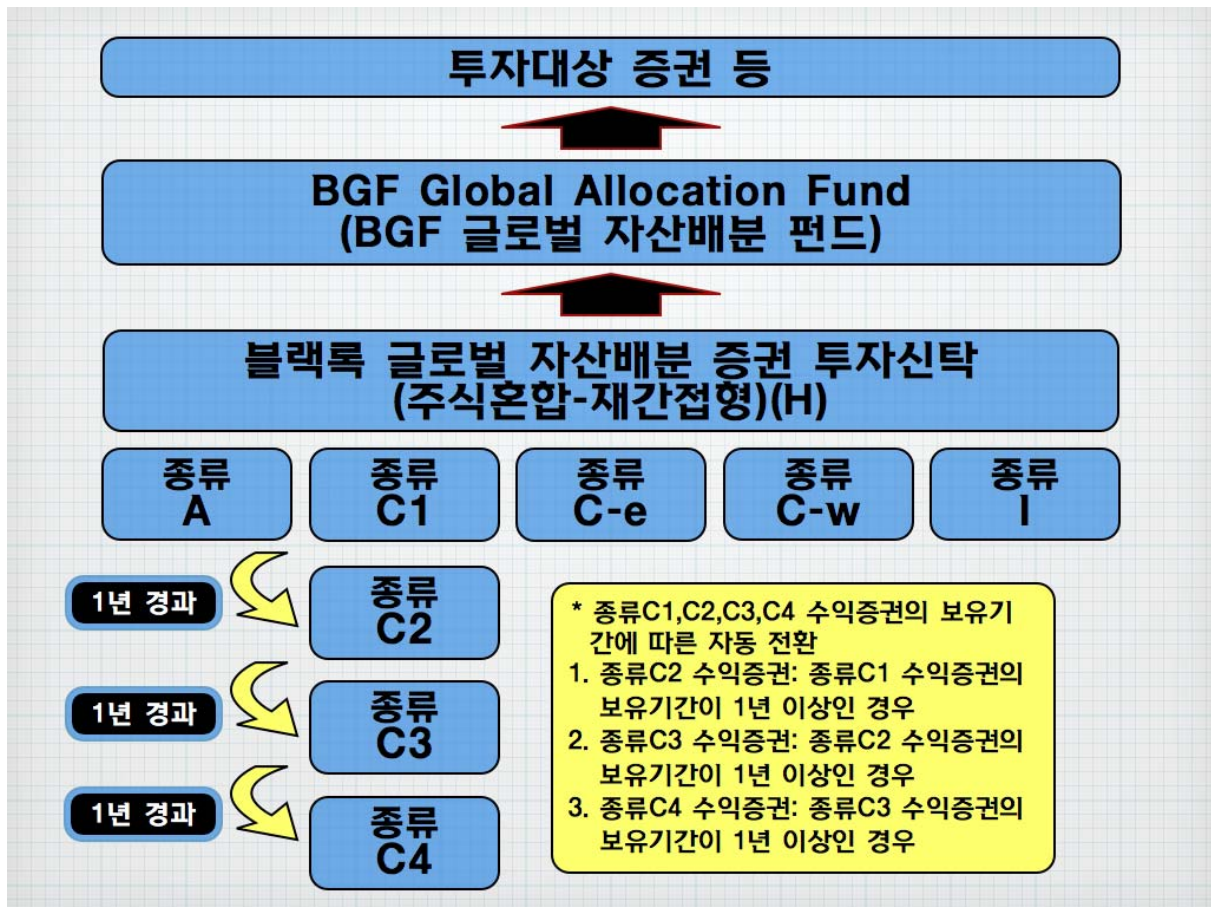 투자대상 증권 등
BGF Global Allocation Fund
(BGF 글로벌 자산배분 펀드)
블랙록 글로벌 자산배분 증권 투자신탁
(주식혼합-재간접형)(H)
종류
A
종류
C1
종류
C-e
종류
C-w
종류
I
1년 경과
종류
C2
1년 경과
종류
C3
1년 경과
종류
C4
* 종류C1,C2,C3,C4 수익증권의 보유기
간에 따른 자동 전환
1. 종류C2 수익증권: 종류C1 수익증권의
보유기간이 1년 이상인 경우
2. 종류C3 수익증권: 종류C2 수익증권의
보유기간이 1년 이상인 경우
3. 종류C4 수익증권: 종류C3 수익증권의
보유기간이 1년 이상인 경우